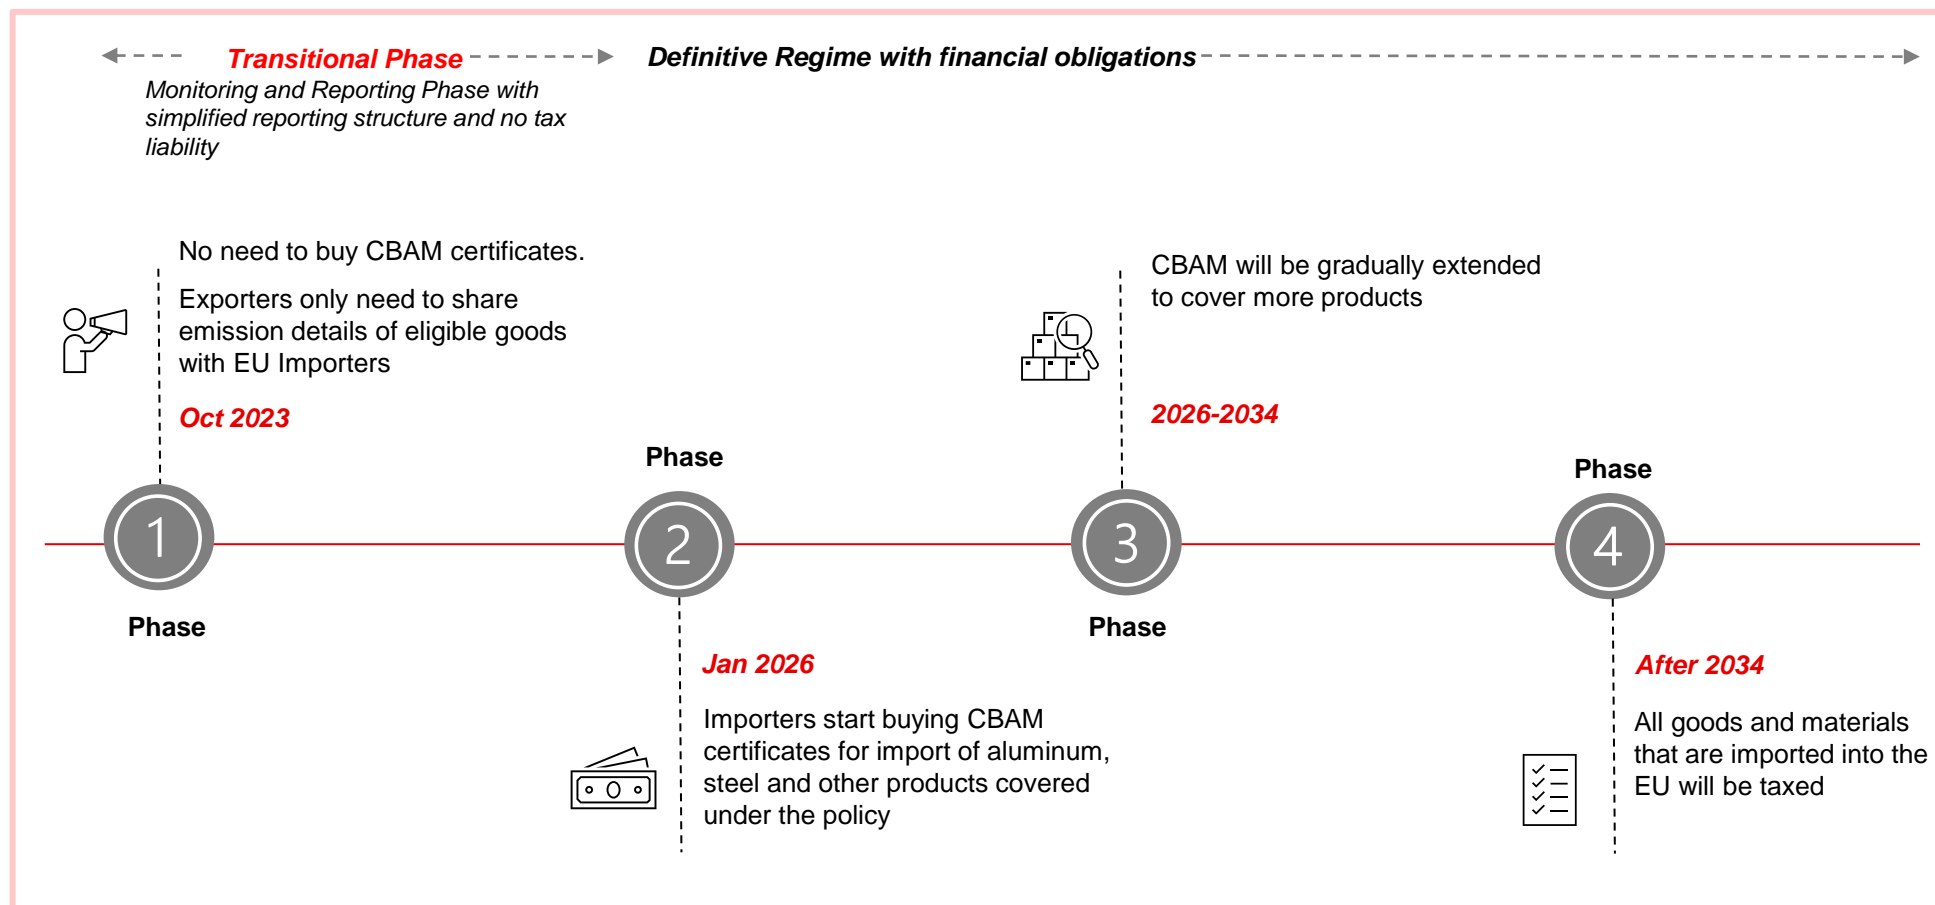 Transitional Phase
Monitoring and Reporting Phase with
simplified reporting structure and no tax
liability
Definitive Regime with financial obligations
No need to buy CBAM certificates.
Exporters only need to share
emission details of eligible goods
with EU Importers
Oct 2023
1
Phase
Phase
2
Jan 2026
Importers start buying CBAM
certificates for import of aluminum,
steel and other products covered
under the policy
CBAM will be gradually extended
to cover more products
2026-2034
3
Phase
Phase
4
After 2034
All goods and materials
that are imported into the
EU will be taxed